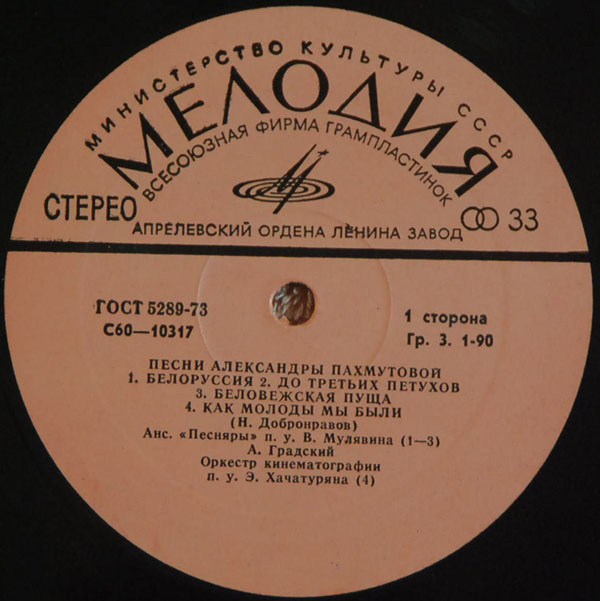 МИНИСТЕРСТВО КУЛЬТУРЫ СССР
МЕЛОДИЯ
ВСЕСОЮЗНАЯ ФИРМА ГРАМПЛАСТИНОК
СТЕРЕО
33
АПРЕЛЕВСКИЙ ОРДЕНА ЛЕНИНА ЗАВОД
ГОСТ 5289-73
С60—10317
1 сторона
Гр. 3. 1-90
ПЕСНИ АЛЕКСАНДРЫ ПАХМУТОВОЙ
1. БЕЛОРУССИЯ 2. ДО ТРЕТЬИХ ПЕТУХОВ
3. БЕЛОВЕЖСКАЯ ПУЩА
4. КАК МОЛОДЫ МЫ БЫЛИ
(Н. Добронравов)
Анс. «Песняры» п. у. В. Мулявина (1—3)
А. Градский
Оркестр кинематографии
п. у. Э. Хачатуряна (4)